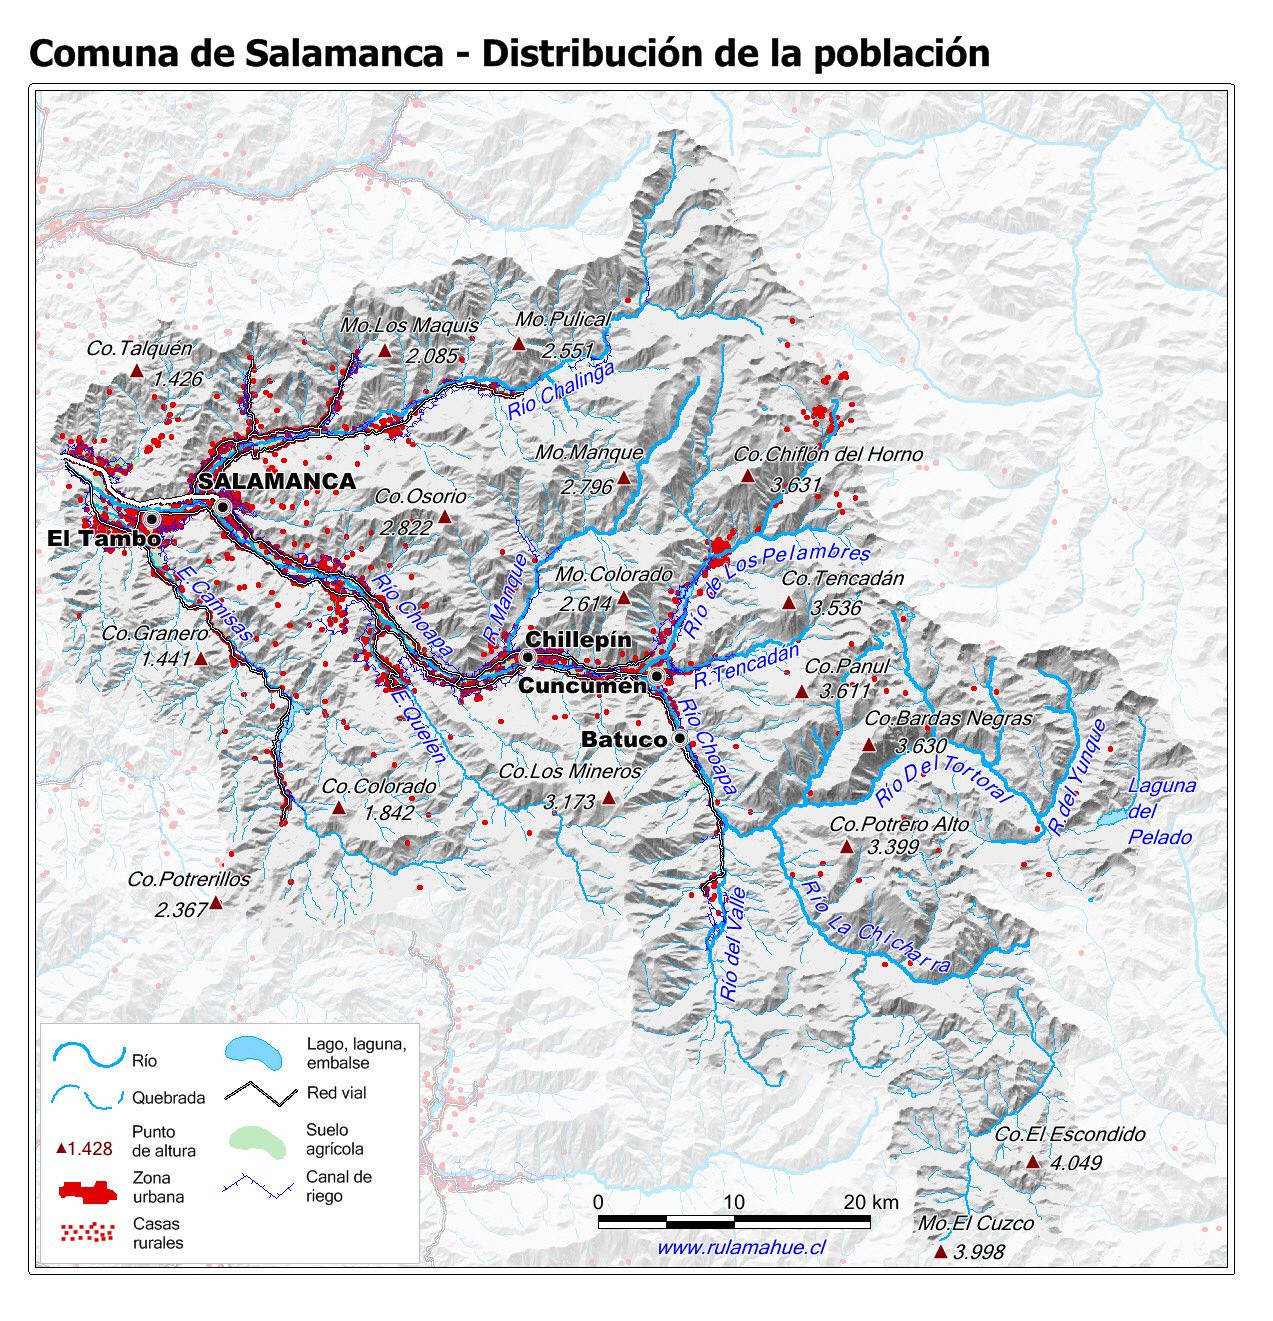 Comuna de Salamanca - Distribución de la población
Mo.Los Maquis
2.085
Mo.Pulical
2.551
Co.Talquén
1.426
Río Chalinga
Mo.Manque
2.796
Co.Chiflón del Horno
3.631
SALAMANCA
Co.Osorio
2.822
El Tambo
E.Camisas
Río Choapa
R.Manque
Mo.Colorado
2.614
Río de Los Pelambres
Co.Tencadán
3.536
Co.Granero
1.441
Chillepín
Cuncumén
R.Tencadán
Co.Panul
3.611
E.Quelén
Batuco
Río Choapa
Co.Bardas Negras
3.630
Río Del Tortoral
R.del Yunque
Laguna
del
Pelado
Co.Los Mineros
3.173
Co.Colorado
1.842
Co.Potrero Alto
3.399
Co.Potrerillos
2.367
Río del Valle
Río La Chicharra
Co.El Escondido
4.049
Mo.El Cuzco
3.998
Río
Quebrada
Punto
de altura
1.428
Zona
urbana
Casas
rurales
Lago, laguna,
embalse
Red vial
Suelo
agrícola
Canal de
riego
0 10 20 km
www.rulamahue.cl